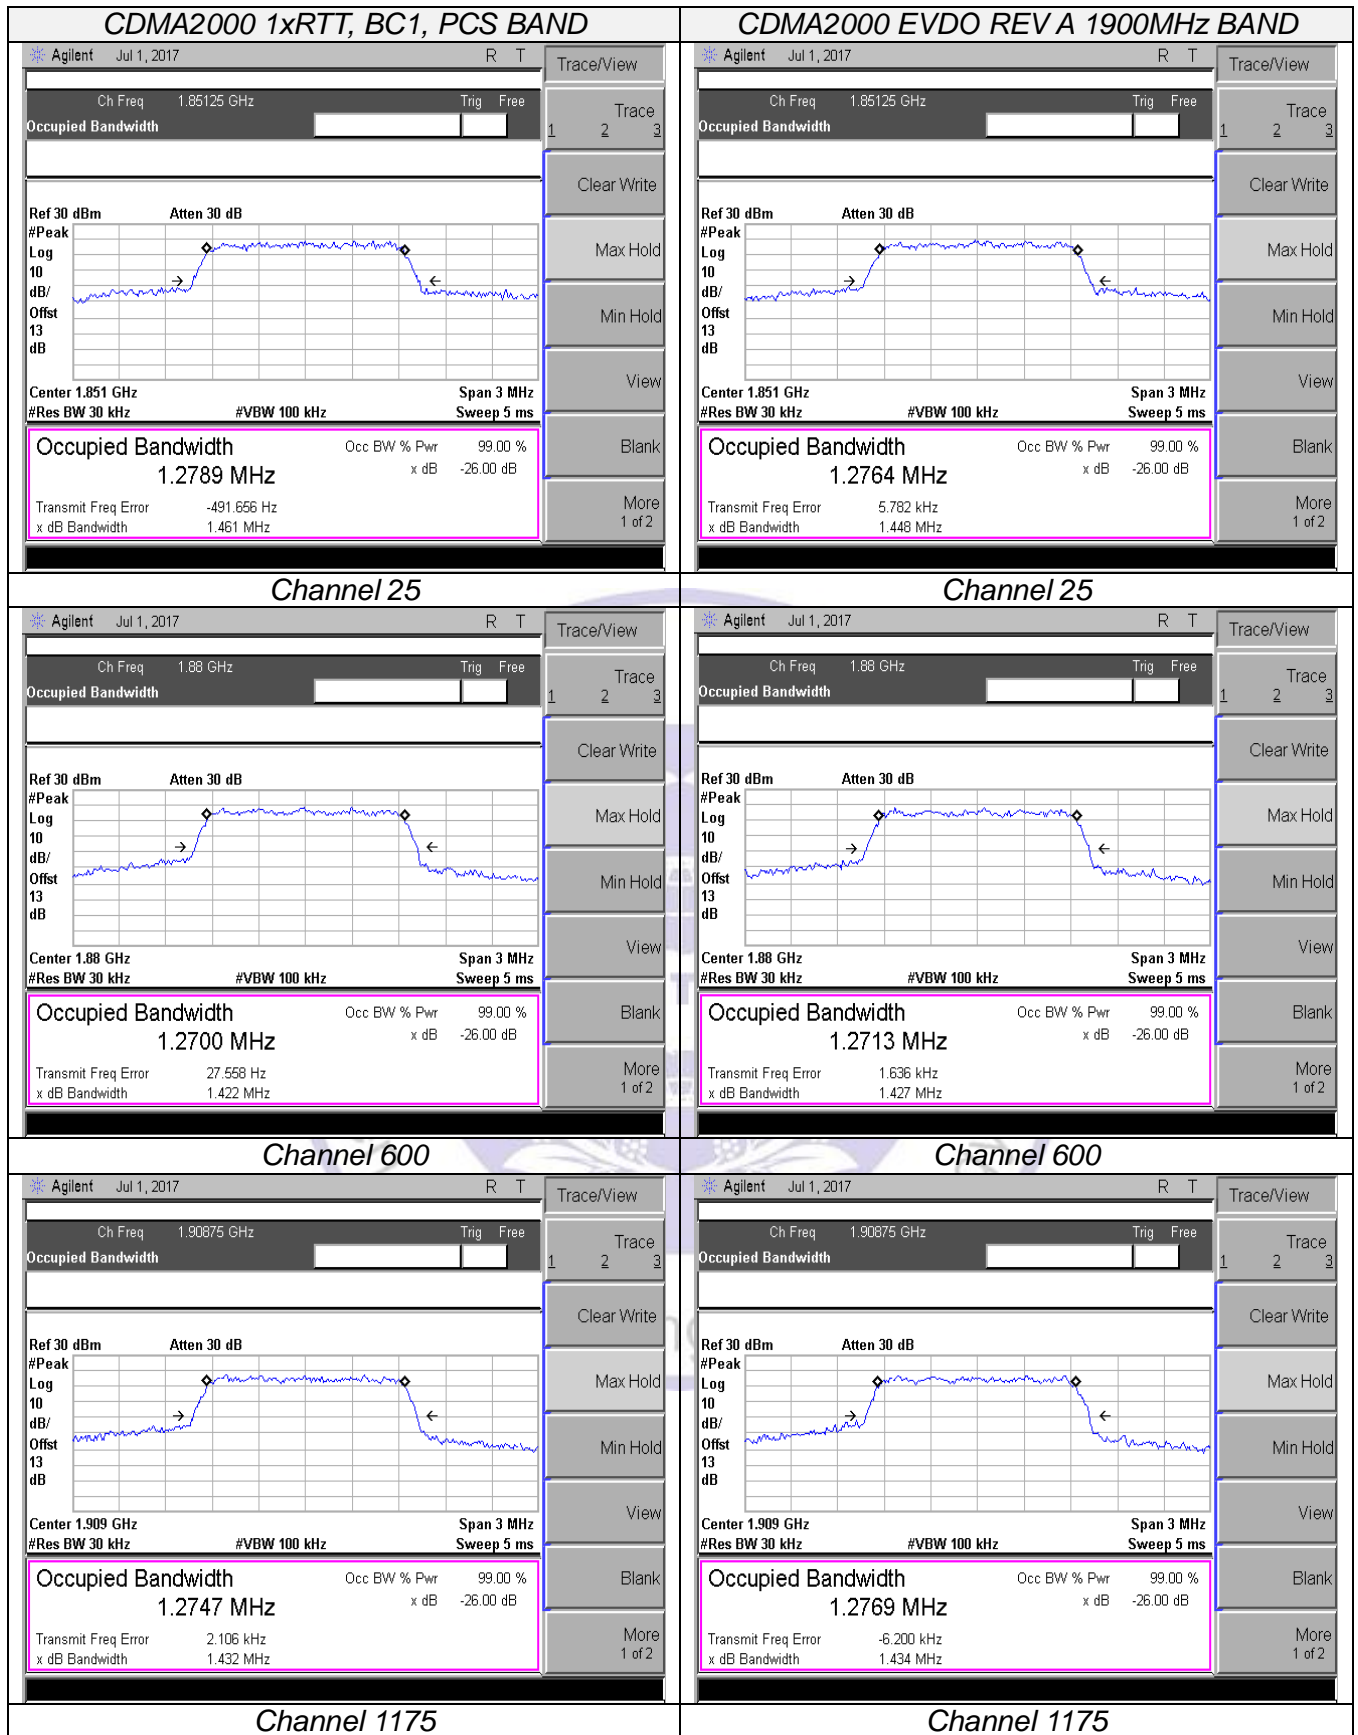 CDMA2000 1xRTT, BC1, PCS BAND
CDMA2000 EVDO REV A 1900MHz BAND
Agilent Jul 1, 2017 R T
Trace/View
Ch Freq 1.85125 GHz Trig Free
Occupied Bandwidth
Trace
1 2 3
Clear Write
Ref 30 dBm Atten 30 dB
#Peak
Log
10
dB/
Offst
13
dB
Max Hold
Min Hold
View
Center 1.851 GHz Span 3 MHz
#Res BW 30 kHz #VBW 100 kHz Sweep 5 ms
Occupied Bandwidth Occ BW % Pwr 99.00 %
1.2789 MHz x dB -26.00 dB
Transmit Freq Error -491.656 Hz
x dB Bandwidth 1.461 MHz
Blank
More
1 of 2
Agilent Jul 1, 2017 R T
Trace/View
Ch Freq 1.85125 GHz Trig Free
Occupied Bandwidth
Trace
1 2 3
Clear Write
Ref 30 dBm Atten 30 dB
#Peak
Log
10
dB/
Offst
13
dB
Max Hold
Min Hold
View
Center 1.851 GHz Span 3 MHz
#Res BW 30 kHz #VBW 100 kHz Sweep 5 ms
Occupied Bandwidth Occ BW % Pwr 99.00 %
1.2764 MHz x dB -26.00 dB
Transmit Freq Error 5.782 kHz
x dB Bandwidth 1.448 MHz
Blank
More
1 of 2
Channel 25
Channel 25
Agilent Jul 1, 2017 R T
Trace/View
Ch Freq 1.88 GHz Trig Free
Occupied Bandwidth
Trace
1 2 3
Clear Write
Ref 30 dBm Atten 30 dB
#Peak
Log
10
dB/
Offst
13
dB
Max Hold
Min Hold
View
Center 1.88 GHz Span 3 MHz
#Res BW 30 kHz #VBW 100 kHz Sweep 5 ms
Occupied Bandwidth Occ BW % Pwr 99.00 %
1.2700 MHz x dB -26.00 dB
Transmit Freq Error 27.558 Hz
x dB Bandwidth 1.422 MHz
Blank
More
1 of 2
Agilent Jul 1, 2017 R T
Trace/View
Ch Freq 1.88 GHz Trig Free
Occupied Bandwidth
Trace
1 2 3
Clear Write
Ref 30 dBm Atten 30 dB
#Peak
Log
10
dB/
Offst
13
dB
Max Hold
Min Hold
View
Center 1.88 GHz Span 3 MHz
#Res BW 30 kHz #VBW 100 kHz Sweep 5 ms
Occupied Bandwidth Occ BW % Pwr 99.00 %
1.2713 MHz x dB -26.00 dB
Transmit Freq Error 1.636 kHz
x dB Bandwidth 1.427 MHz
Blank
More
1 of 2
Channel 600
Channel 600
Agilent Jul 1, 2017 R T
Trace/View
Ch Freq 1.90875 GHz Trig Free
Occupied Bandwidth
Trace
1 2 3
Clear Write
Ref 30 dBm Atten 30 dB
#Peak
Log
10
dB/
Offst
13
dB
Max Hold
Min Hold
View
Center 1.909 GHz Span 3 MHz
#Res BW 30 kHz #VBW 100 kHz Sweep 5 ms
Occupied Bandwidth Occ BW % Pwr 99.00 %
1.2747 MHz x dB -26.00 dB
Transmit Freq Error 2.106 kHz
x dB Bandwidth 1.432 MHz
Blank
More
1 of 2
Agilent Jul 1, 2017 R T
Trace/View
Ch Freq 1.90875 GHz Trig Free
Occupied Bandwidth
Trace
1 2 3
Clear Write
Ref 30 dBm Atten 30 dB
#Peak
Log
10
dB/
Offst
13
dB
Max Hold
Min Hold
View
Center 1.909 GHz Span 3 MHz
#Res BW 30 kHz #VBW 100 kHz Sweep 5 ms
Occupied Bandwidth Occ BW % Pwr 99.00 %
1.2769 MHz x dB -26.00 dB
Transmit Freq Error -6.200 kHz
x dB Bandwidth 1.434 MHz
Blank
More
1 of 2
Channel 1175
Channel 1175